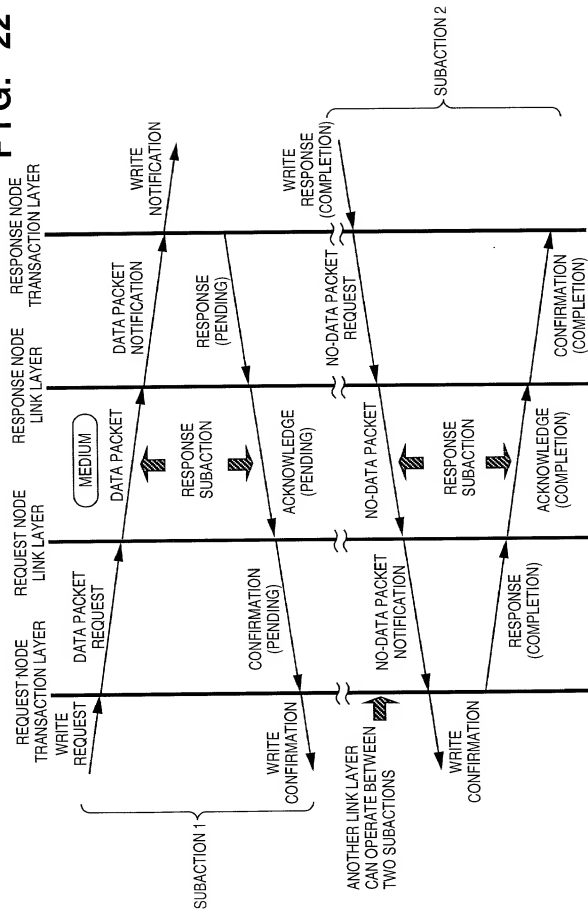 FIG. 22
REQUEST NODE
TRANSACTION LAYER
REQUEST NODE
LINK LAYER
RESPONSE NODE
LINK LAYER
RESPONSE NODE
TRANSACTION LAYER
WRITE
REQUEST
DATA PACKET
REQUEST
MEDIUM
DATA PACKET
DATA PACKET
NOTIFICATION
WRITE
NOTIFICATION
SUBACTION 1
RESPONSE
SUBACTION
RESPONSE
(PENDING)
ACKNOWLEDGE
(PENDING)
CONFIRMATION
(PENDING)
WRITE
CONFIRMATION
ANOTHER LINK LAYER
CAN OPERATE BETWEEN
TWO SUBACTIONS
WRITE
RESPONSE
(COMPLETION)
NO-DATA PACKET
REQUEST
NO-DATA PACKET
NO-DATA PACKET
NOTIFICATION
WRITE
CONFIRMATION
RESPONSE
SUBACTION
RESPONSE
(COMPLETION)
ACKNOWLEDGE
(COMPLETION)
CONFIRMATION
(COMPLETION)
SUBACTION 2